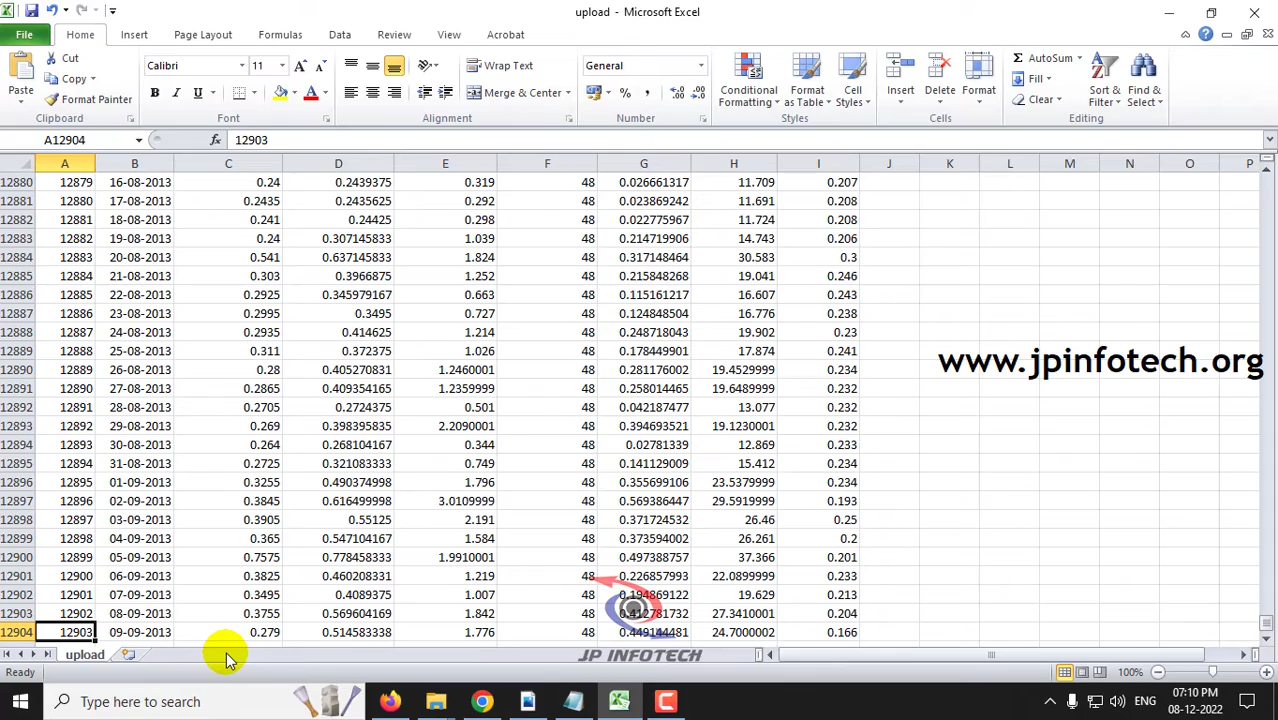 upload - Microsoft Excel
File Home Insert Page Layout Formulas Data Review View Acrobat
Cut
Copy
Format Painter
Paste
Clipboard
Calibri 11
B I U
Font
Wrap Text
Merge & Center
Alignment
General
%
Number
Conditional Formatting
Format as Table
Cell Styles
Styles
Insert Delete Format
Cells
AutoSum
Fill
Clear
Sort & Filter
Find & Select
Editing
A12904 fx 12903
A B C D E F G H I J K L M N O P
12880 12879 16-08-2013 0.24 0.2439375 0.319 48 0.026661317 11.709 0.207
12881 12880 17-08-2013 0.2435 0.2435625 0.292 48 0.023869242 11.691 0.208
12882 12881 18-08-2013 0.241 0.24425 0.298 48 0.022775967 11.724 0.208
12883 12882 19-08-2013 0.24 0.307145833 1.039 48 0.214719906 14.743 0.206
12884 12883 20-08-2013 0.541 0.637145833 1.824 48 0.317148464 30.583 0.3
12885 12884 21-08-2013 0.303 0.3966875 1.252 48 0.215848268 19.041 0.246
12886 12885 22-08-2013 0.2925 0.345979167 0.663 48 0.115161217 16.607 0.243
12887 12886 23-08-2013 0.2995 0.3495 0.727 48 0.124848504 16.776 0.238
12888 12887 24-08-2013 0.2935 0.414625 1.214 48 0.248718043 19.902 0.23
12889 12888 25-08-2013 0.311 0.372375 1.026 48 0.178449901 17.874 0.241
www.jpinfotech.org
12890 12889 26-08-2013 0.28 0.405270831 1.2460001 48 0.281176002 19.4529999 0.234
12891 12890 27-08-2013 0.2865 0.409354165 1.2359999 48 0.258014465 19.6489999 0.232
12892 12891 28-08-2013 0.2705 0.2724375 0.501 48 0.042187477 13.077 0.232
12893 12892 29-08-2013 0.269 0.398395835 2.2090001 48 0.394693521 19.1230001 0.232
12894 12893 30-08-2013 0.264 0.268104167 0.344 48 0.02781339 12.869 0.233
12895 12894 31-08-2013 0.2725 0.321083333 0.749 48 0.141129009 15.412 0.234
12896 12895 01-09-2013 0.3255 0.490374998 1.796 48 0.355699106 23.5379999 0.234
12897 12896 02-09-2013 0.3845 0.616499998 3.0109999 48 0.569386447 29.5919999 0.193
12898 12897 03-09-2013 0.3905 0.55125 2.191 48 0.371724532 26.46 0.25
12899 12898 04-09-2013 0.365 0.547104167 1.584 48 0.373594002 26.261 0.2
12900 12899 05-09-2013 0.7575 0.778458333 1.9910001 48 0.497388757 37.366 0.201
12901 12900 06-09-2013 0.3825 0.460208331 1.219 48 0.226857993 22.0899999 0.233
12902 12901 07-09-2013 0.3495 0.4089375 1.007 48 0.194869122 19.629 0.213
12903 12902 08-09-2013 0.3755 0.569604169 1.842 48 0.412781732 27.3410001 0.204
12904 12903 09-09-2013 0.279 0.514583338 1.776 48 0.449144481 24.7000002 0.166
upload
JP INFOTECH
Ready 100%
Type here to search
ENG
07:10 PM
08-12-2022